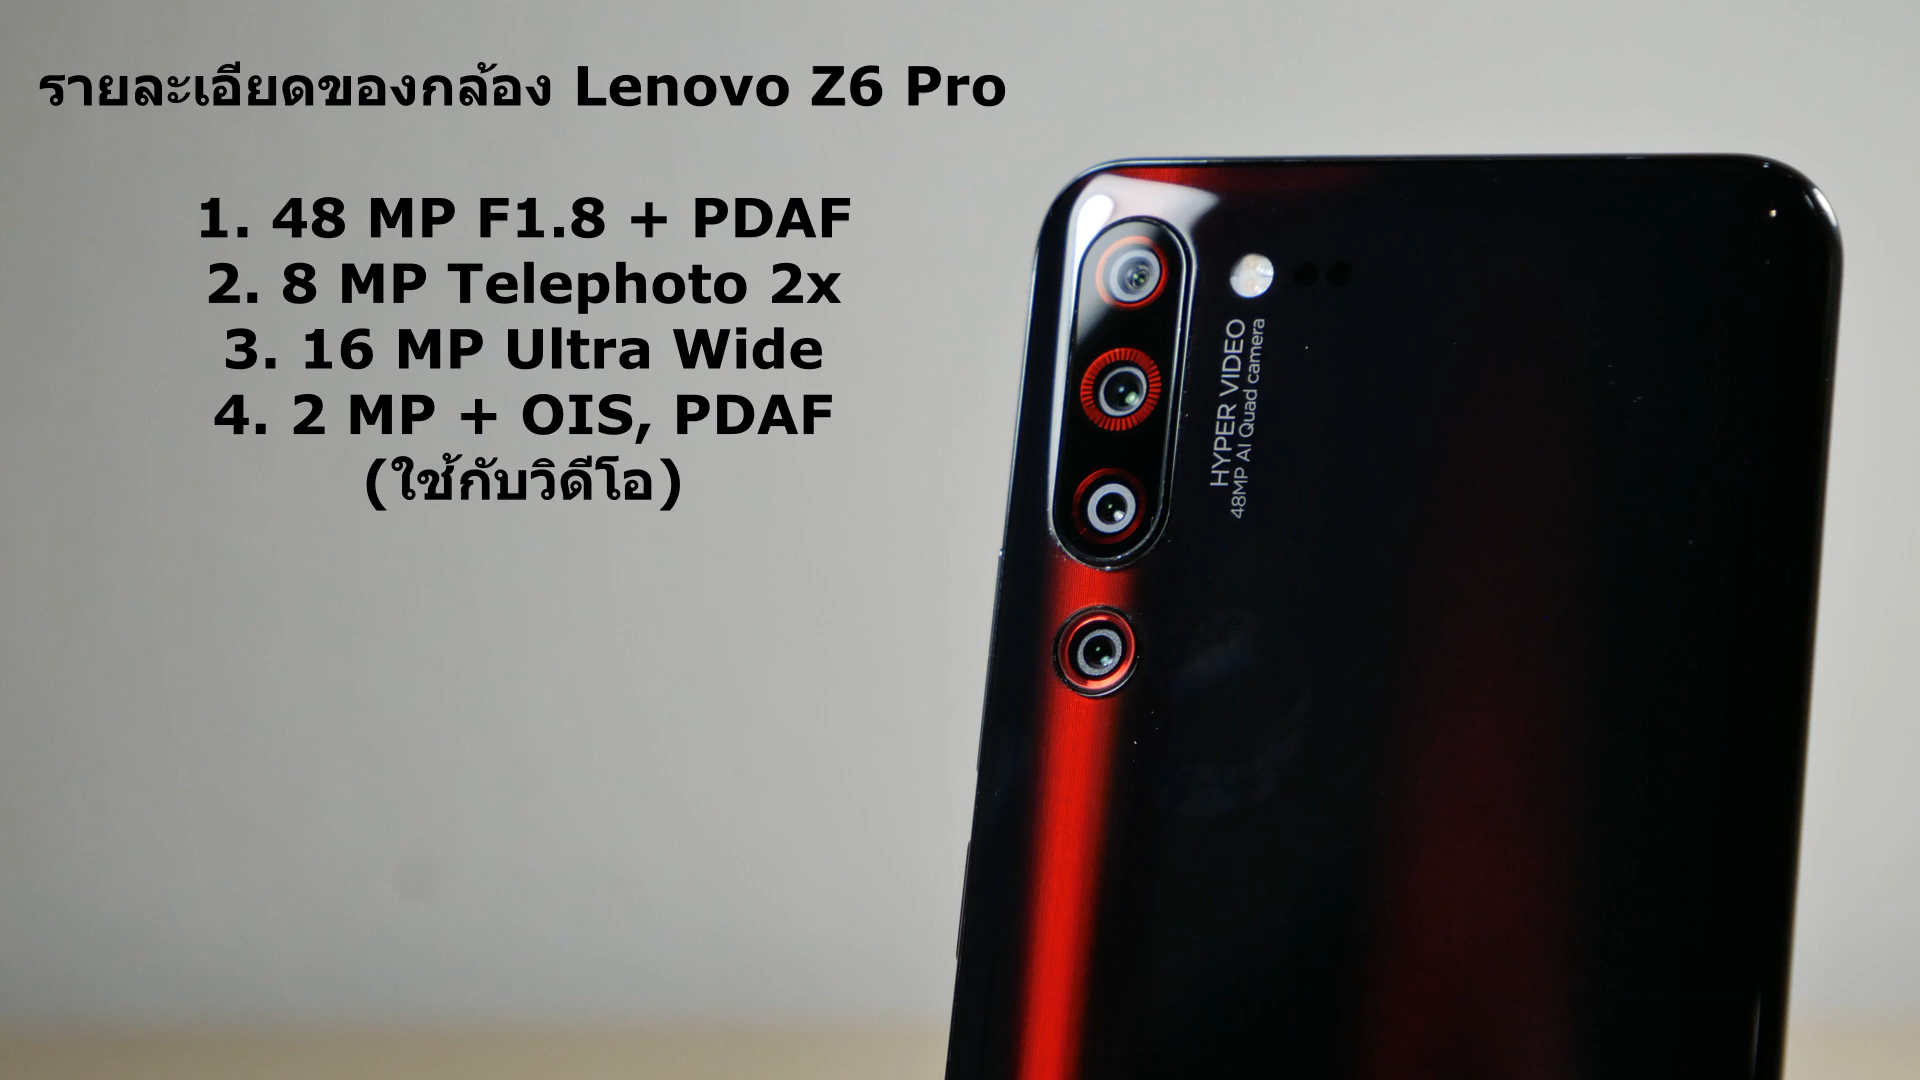 รายละเอียดของกล้อง Lenovo Z6 Pro
1. 48 MP F1.8 + PDAF
2. 8 MP Telephoto 2x
3. 16 MP Ultra Wide
4. 2 MP + OIS, PDAF
(ใช้กับวิดีโอ)
HYPER VIDEO
48MP AI Quad camera